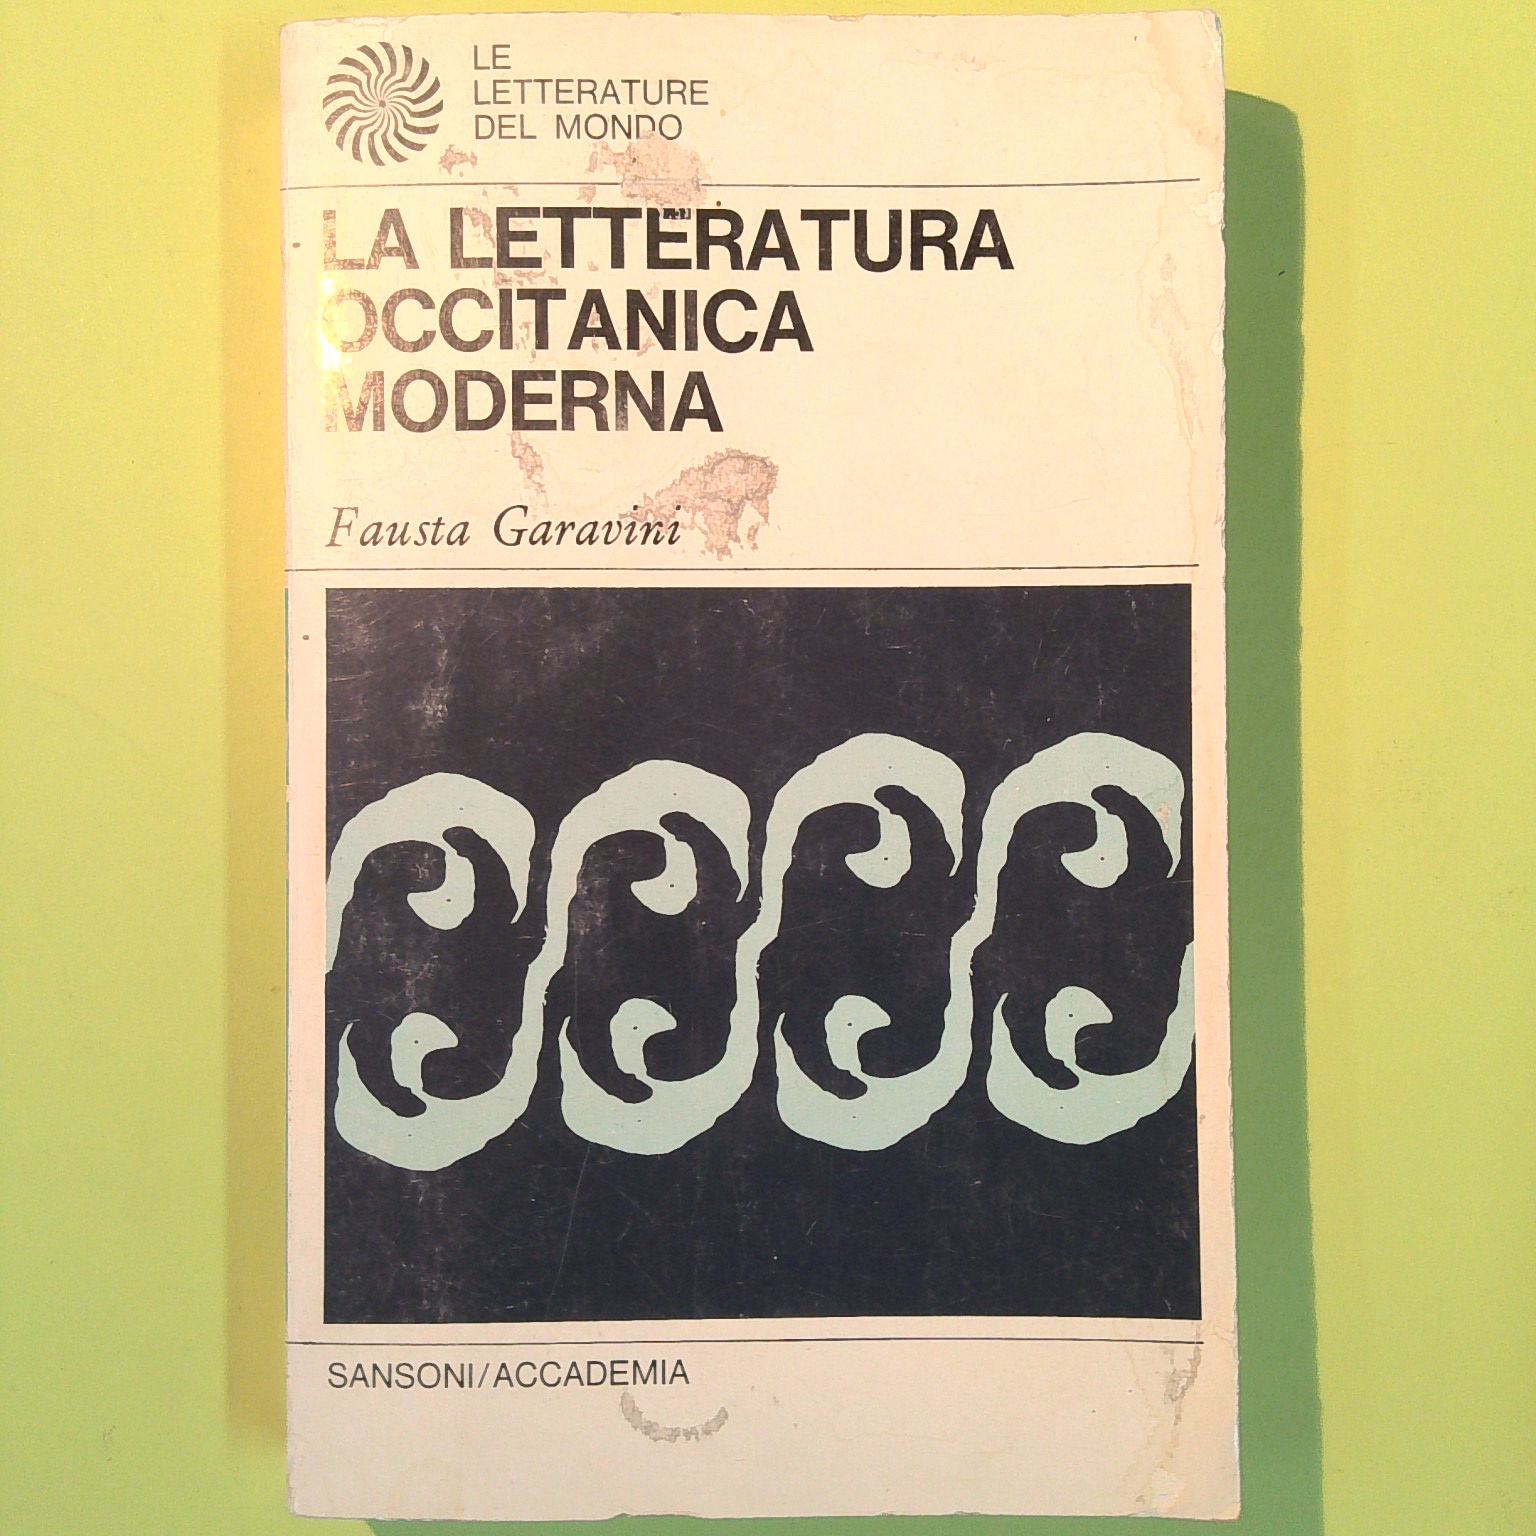 LE
LETTERATURE
DEL MONDO
LA LETTERATURA
OCCITANICA
MODERNA
Fausta Garavini
SANSONI/ACCADEMIA